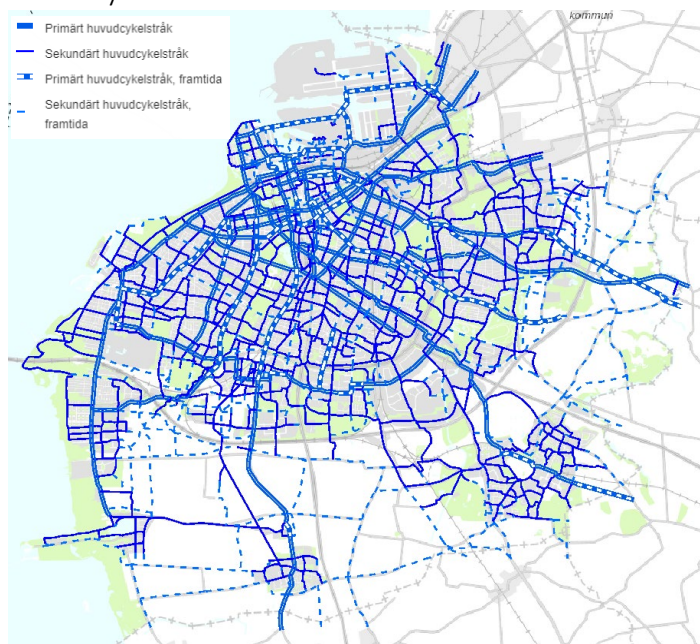 Primärt huvudcykelstråk
Sekundärt huvudcykelstråk
Primärt huvudcykelstråk, framtida
Sekundärt huvudcykelstråk,
framtida
kommun